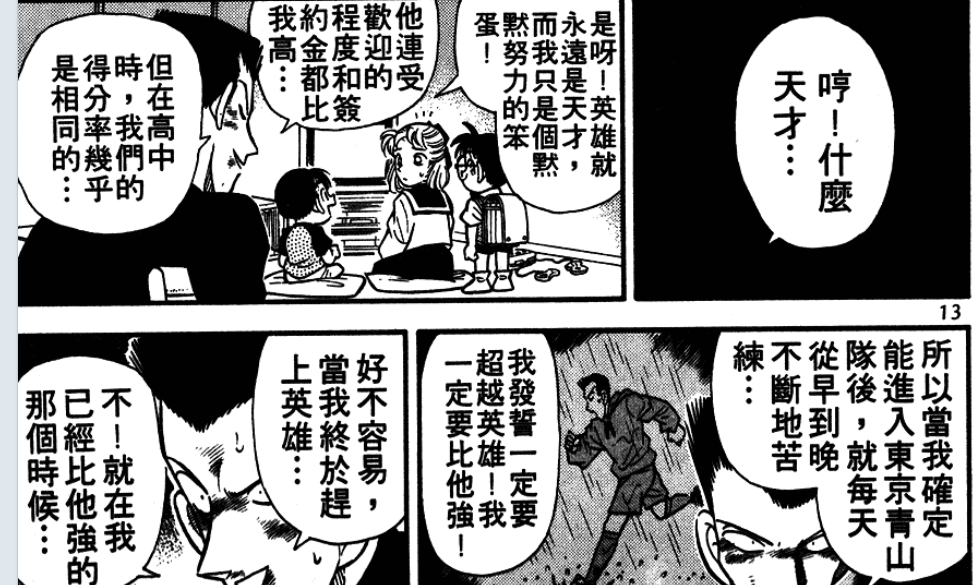 哼！什麼
天才…
是呀！英雄就
永遠是天才，
而我只是個默
默努力的笨
蛋！
他連受
歡迎的
程度和簽
約金都比
我高…
但在高中
時，我們的
得分率幾乎
是相同的…
13
所以當我確定
能進入東京青山
隊後，就每天
從早到晚
不斷地苦
練…
我發誓一定要
超越英雄！我
一定要比他強！
好不容易，
當我終於趕
上英雄…
不！就在我
已經比他強的
那個時候…